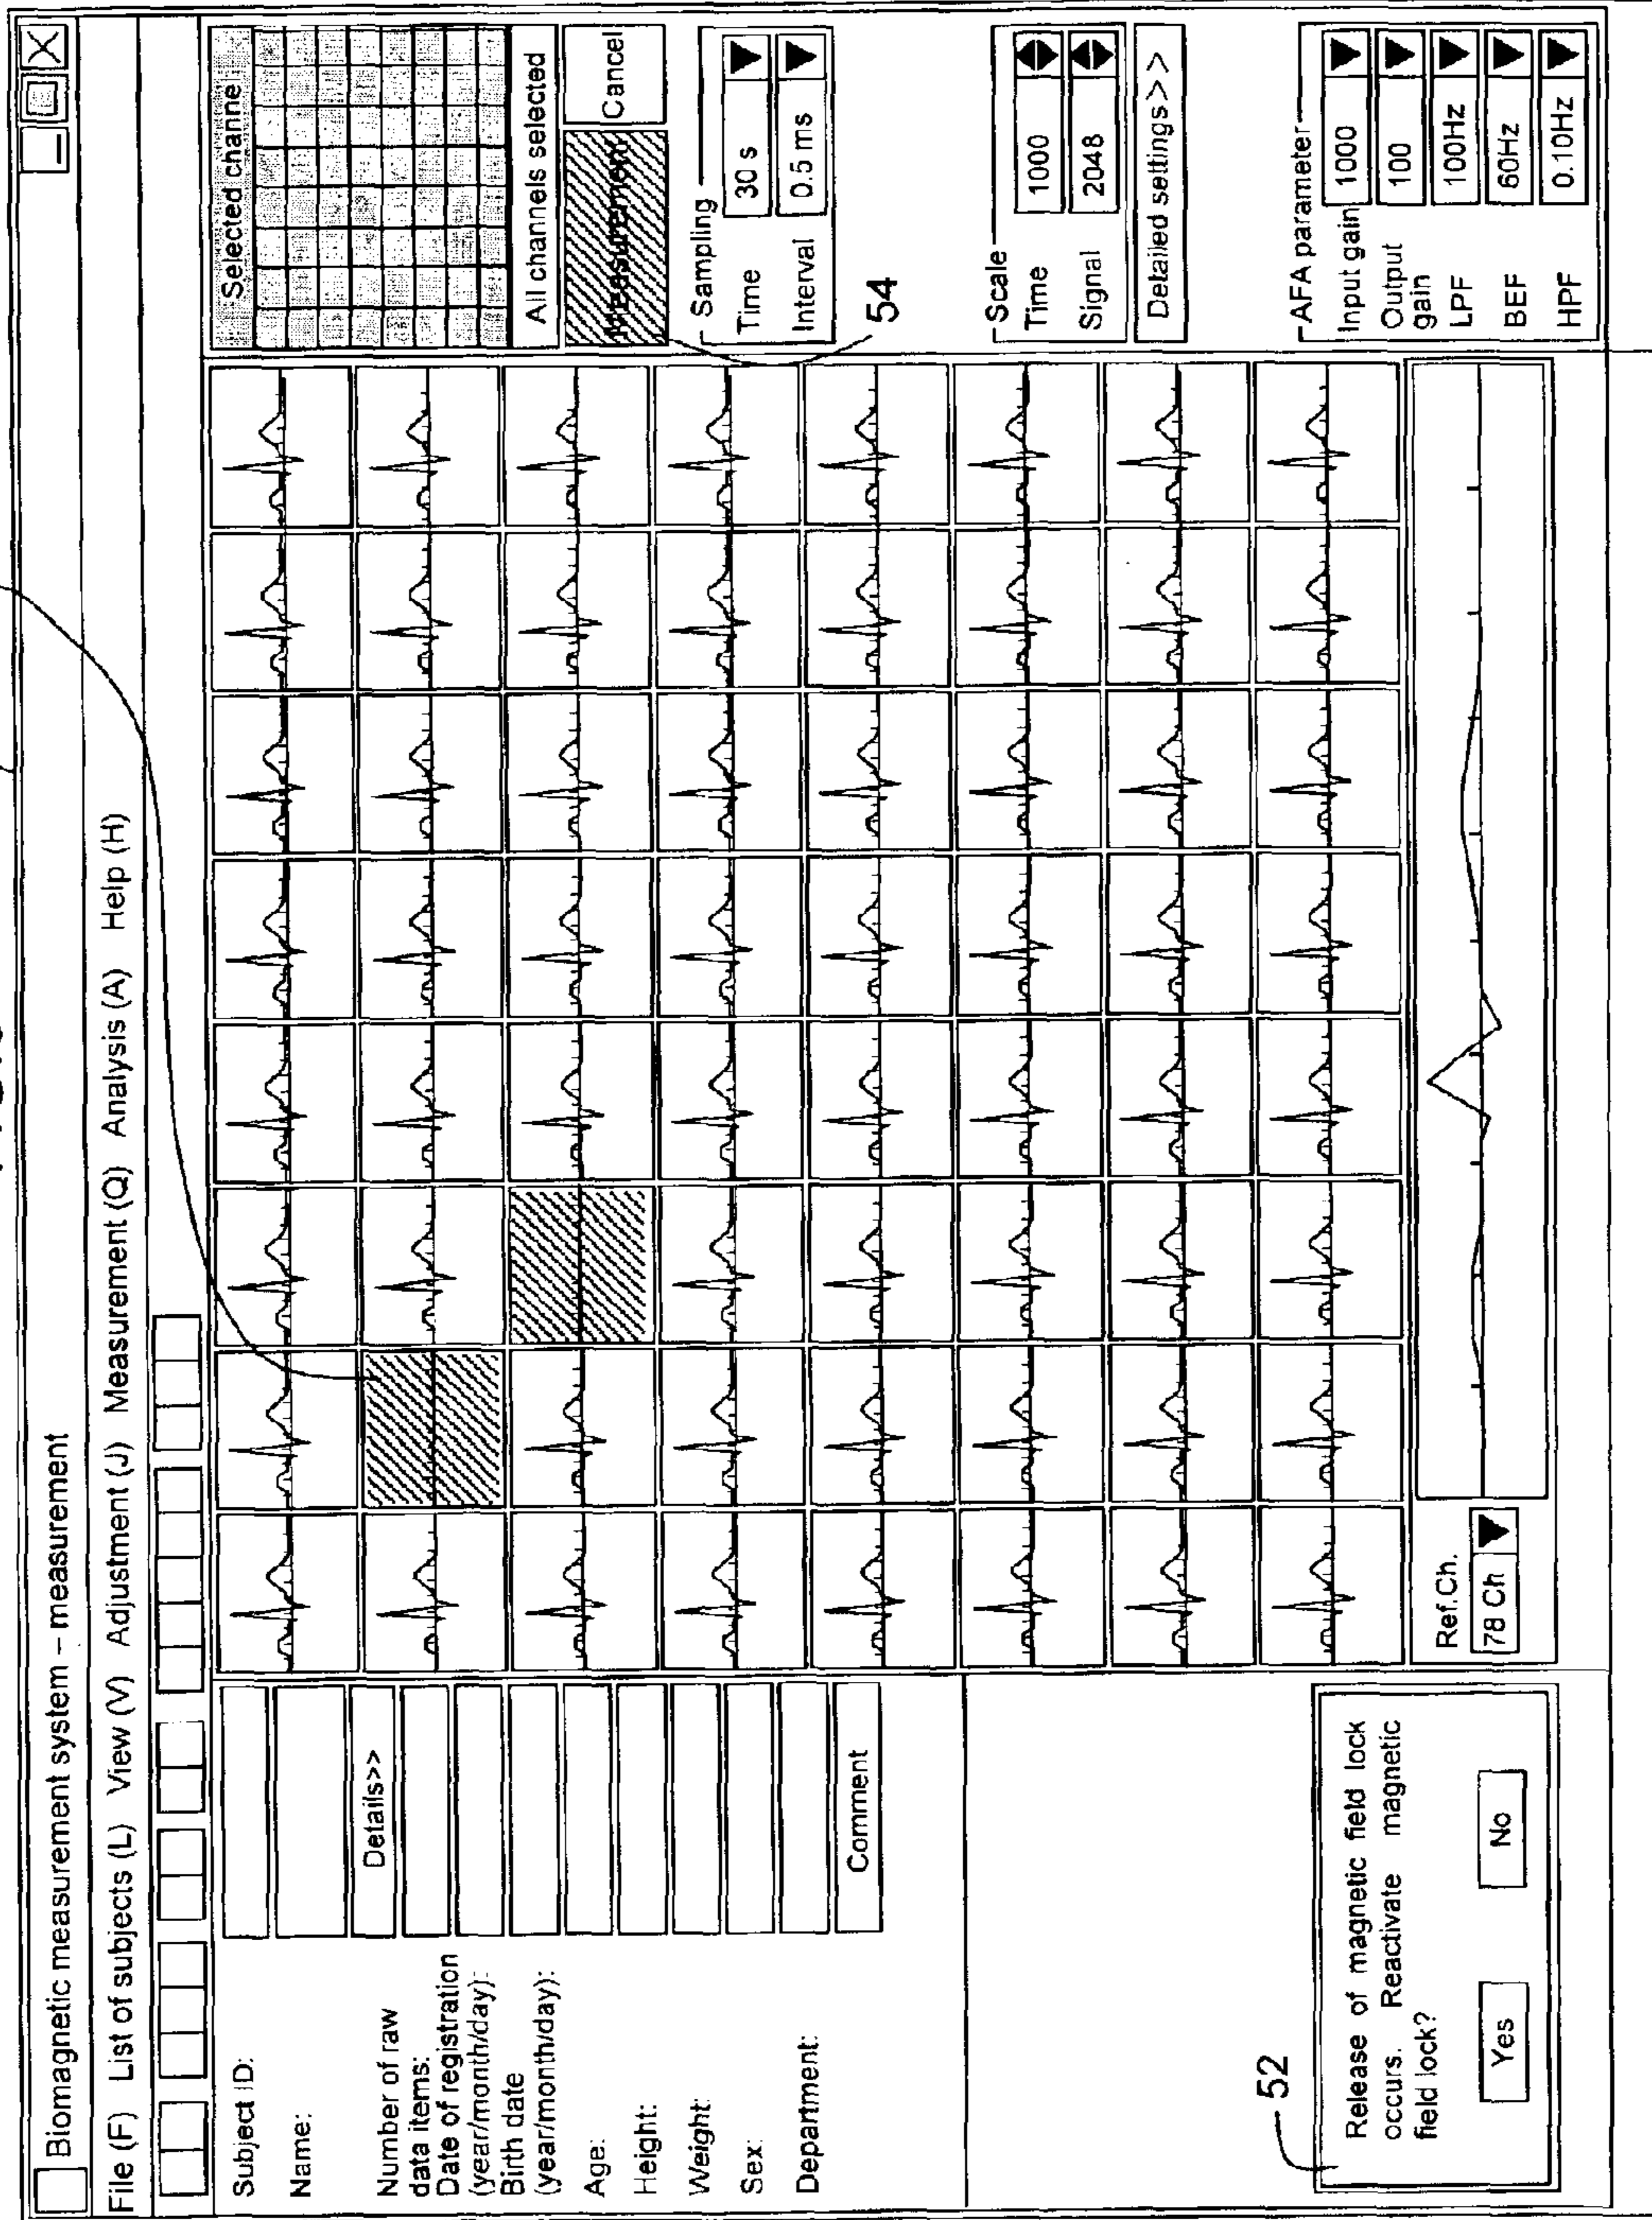 Biomagnetic measurement system – measurement
File (F) List of subjects (L) View (V) Adjustment (J) Measurement (Q) Analysis (A) Help (H)
Subject ID:
Name:
Details>>
Number of raw
data items:
Date of registration
(year/month/day):
Birth date
(year/month/day):
Age:
Height:
Weight:
Sex:
Department:
Comment
52
Release of magnetic field lock
occurs. Reactivate magnetic
field lock?
Yes No
Ref.Ch.
78 Ch
Selected channel
All channels selected
Measurement Cancel
Sampling
Time 30 s
Interval 0.5 ms
54
Scale
Time 1000
Signal 2048
Detailed settings>>
AFA parameter
Input gain 1000
Output
gain 100
LPF 100Hz
BEF 60Hz
HPF 0.10Hz